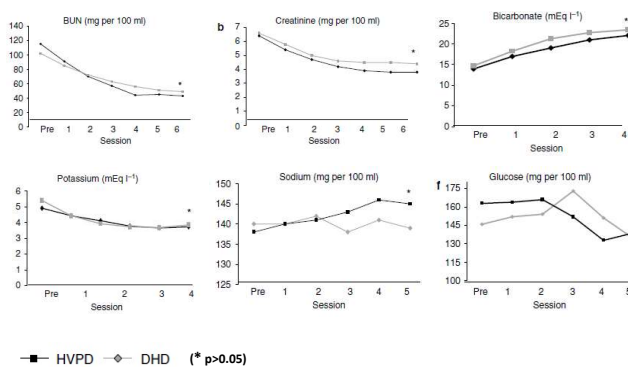 BUN (mg per 100 ml)
140
120
100
80
60
40
20
0
Pre 1 2 3 4 5 6
Session
*
b Creatinine (mg per 100 ml)
7
6
5
4
3
2
1
0
Pre 1 2 3 4 5 6
Session
*
Bicarbonate (mEq l–1)
25
20
15
10
5
0
Pre 1 2 3 4
Session
*
Potassium (mEq l–1)
6
5
4
3
2
1
0
Pre 1 2 3 4
Session
*
Sodium (mg per 100 ml)
145
140
135
130
125
Pre 1 2 3 4 5
Session
*
f Glucose (mg per 100 ml)
175
160
145
130
115
100
Pre 1 2 3 4 5
Session
HVPD DHD (* p>0.05)